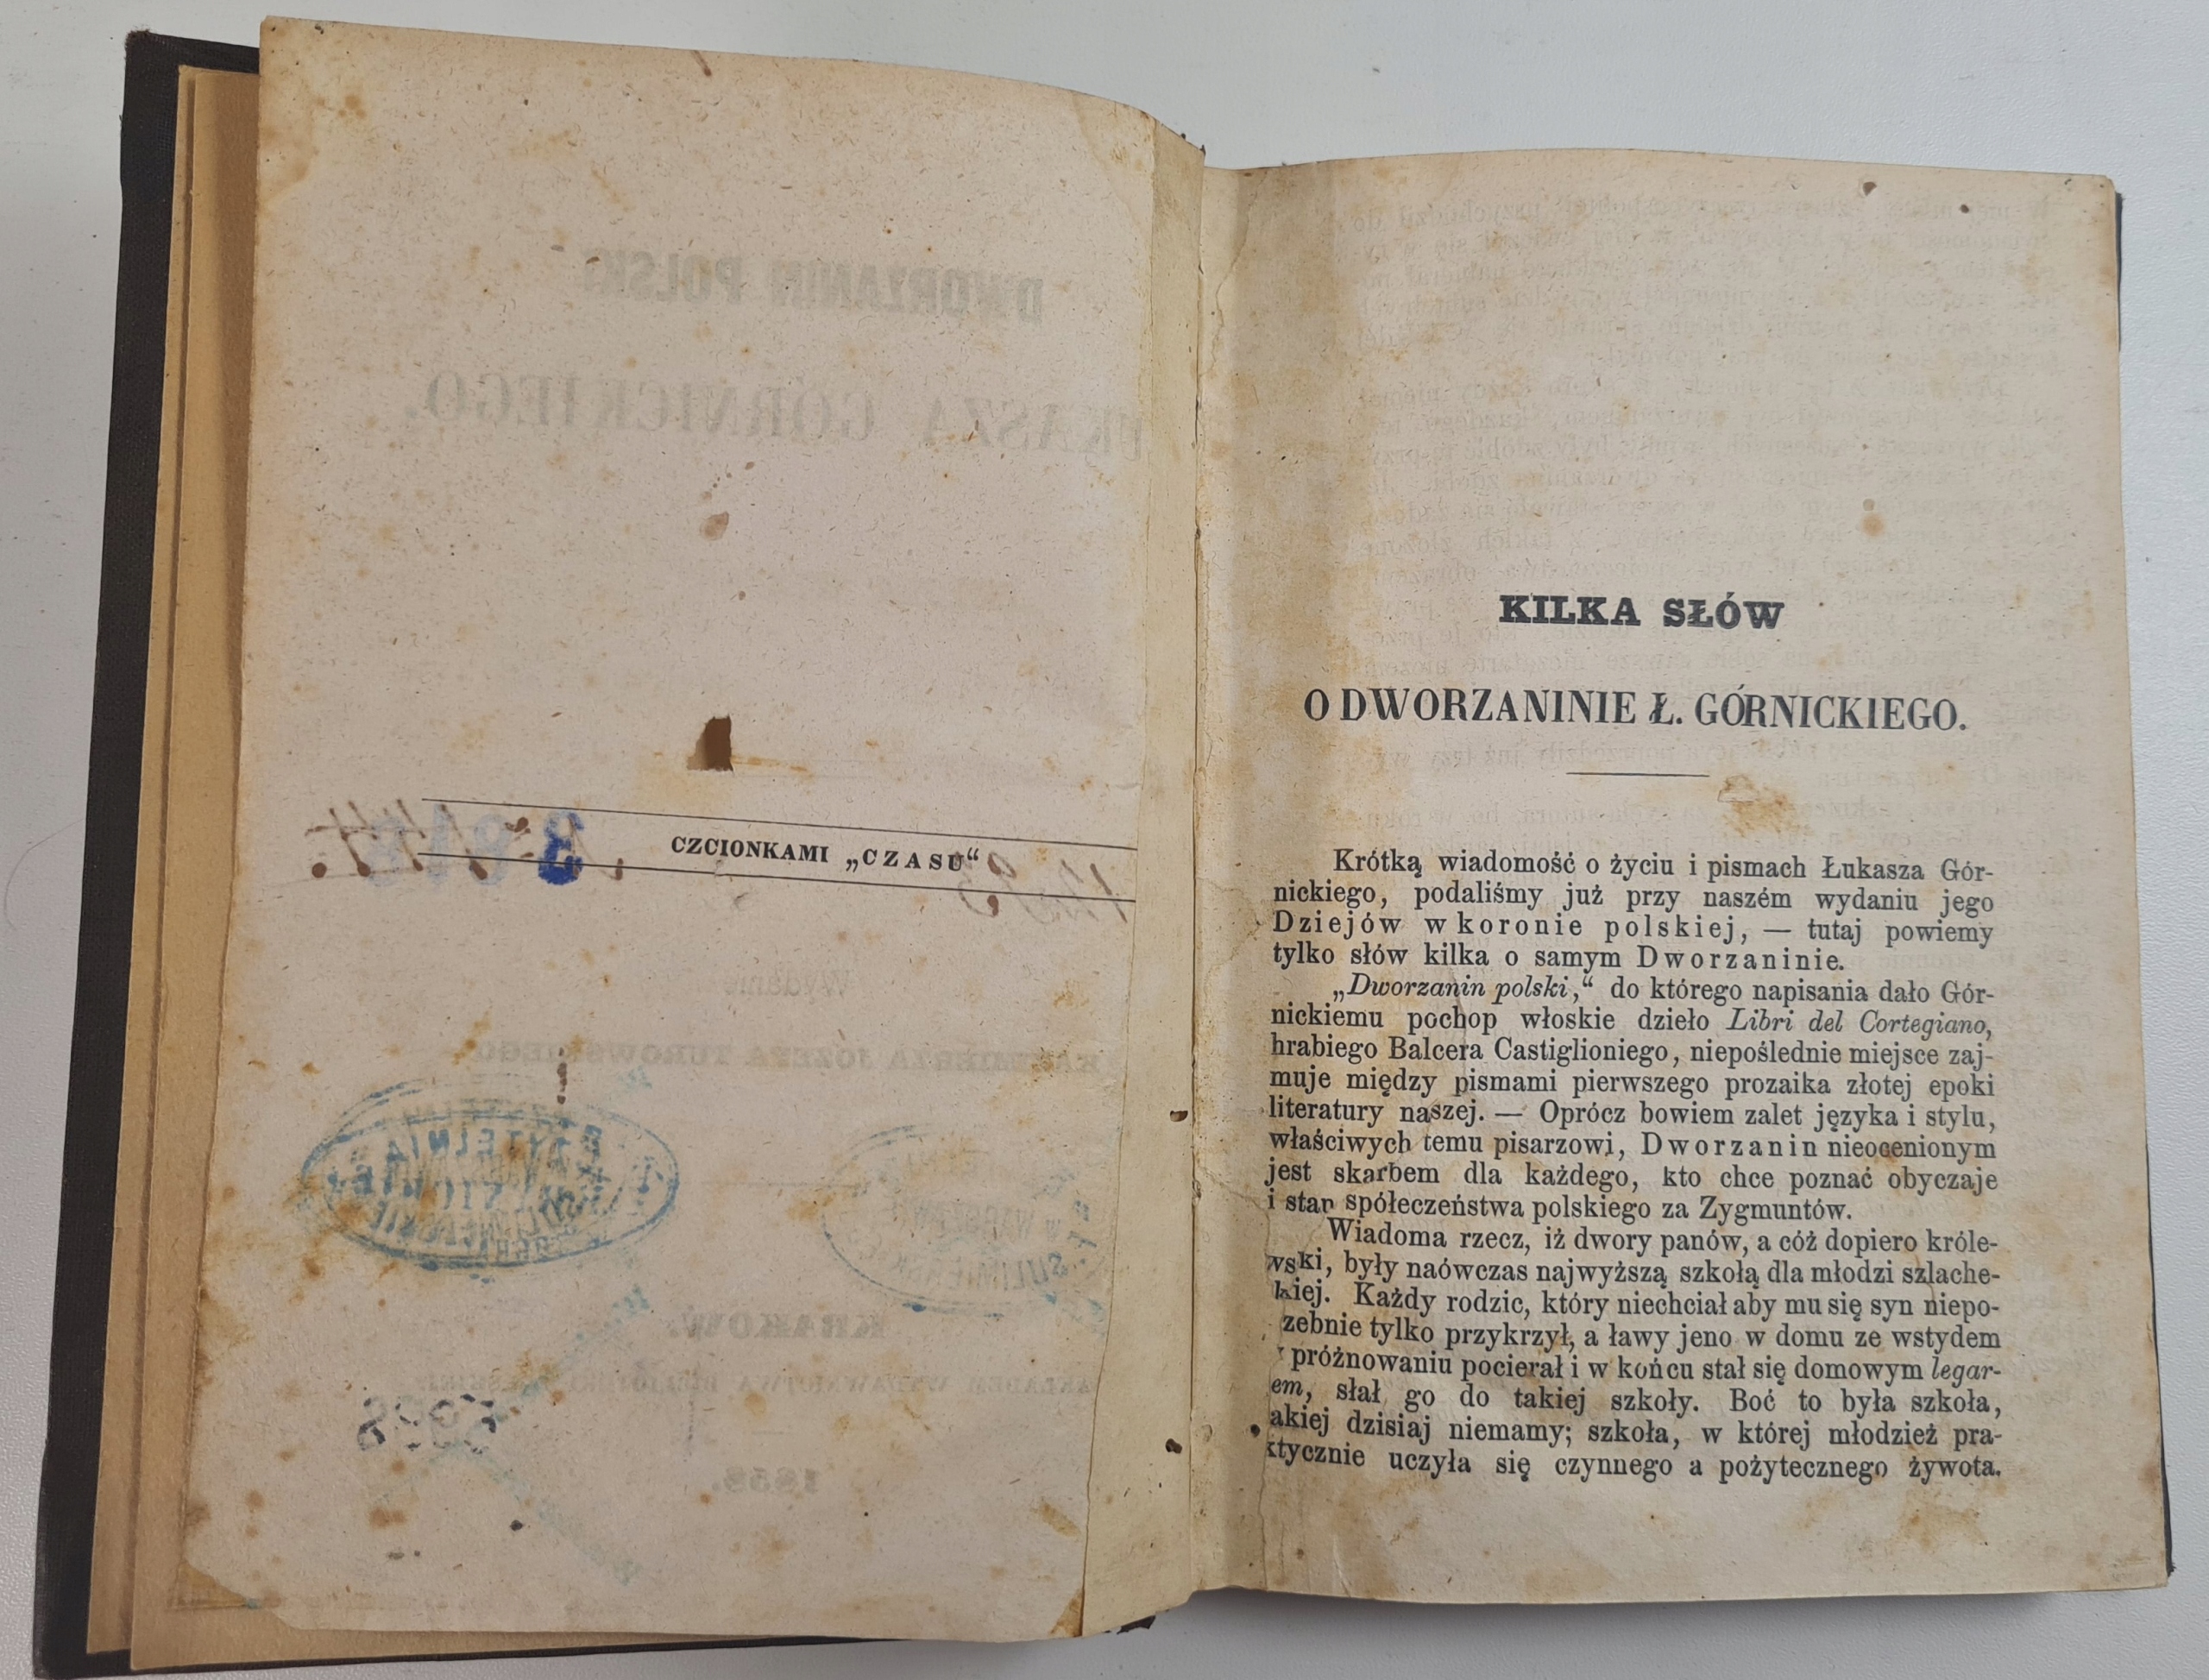 CZCIONKAMI „CZASU“
KILKA SŁÓW
O DWORZANINIE Ł. GÓRNICKIEGO.
Krótką wiadomość o życiu i pismach Łukasza Gór-
nickiego, podaliśmy już przy naszém wydaniu jego
Dziejów w koronie polskiej, — tutaj powiemy
tylko słów kilka o samym Dworzaninie.
„Dworzanin polski,“ do którego napisania dało Gór-
nickiemu pochop włoskie dzieło Libri del Cortegiano,
hrabiego Balcera Castiglioniego, niepoślednie miejsce zaj-
muje między pismami pierwszego prozaika złotej epoki
literatury naszej. — Oprócz bowiem zalet języka i stylu,
właściwych temu pisarzowi, Dworzanin nieocenionym
jest skarbem dla każdego, kto chce poznać obyczaje
i stan spółeczeństwa polskiego za Zygmuntów.
Wiadoma rzecz, iż dwory panów, a cóż dopiero króle-
wski, były naówczas najwyższą szkołą dla młodzi szlache-
kiej. Każdy rodzic, który niechciał aby mu się syn niepo-
zebnie tylko przykrzył, a ławy jeno w domu ze wstydem
próżnowaniu pocierał i w końcu stał się domowym legar-
em, słał go do takiej szkoły. Boć to była szkoła,
akiej dzisiaj niemamy; szkoła, w której młodzież pra-
ktycznie uczyła się czynnego a pożytecznego żywota.